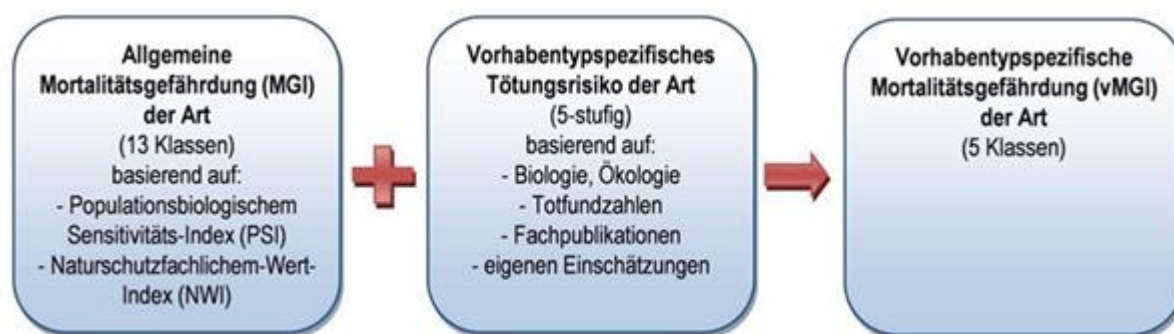 Allgemeine
Mortalitätsgefährdung (MGI)
der Art
(13 Klassen)
basierend auf:
- Populationsbiologischem
Sensitivitäts-Index (PSI)
- Naturschutzfachlichem-Wert-
Index (NWI)
Vorhabentypspezifisches
Tötungsrisiko der Art
(5-stufig)
basierend auf:
- Biologie, Ökologie
- Totfundzahlen
- Fachpublikationen
- eigenen Einschätzungen
Vorhabentypspezifische
Mortalitätsgefährdung (vMGI)
der Art
(5 Klassen)